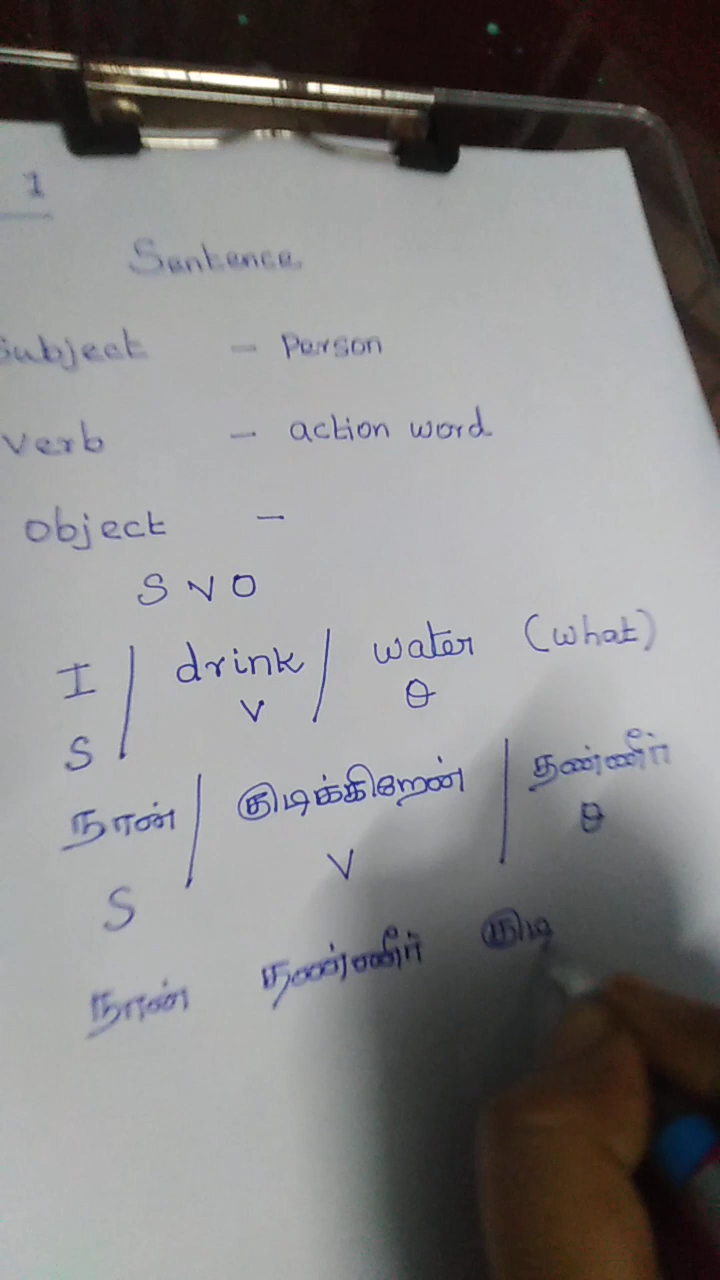 1
Sentence
Subject - Person
Verb - action word
Object -
S V O
I / drink / water (what)
S V O
நான் / குடிக்கிறேன் / தண்ணீர்
S V O
நான் தண்ணீர் குடி